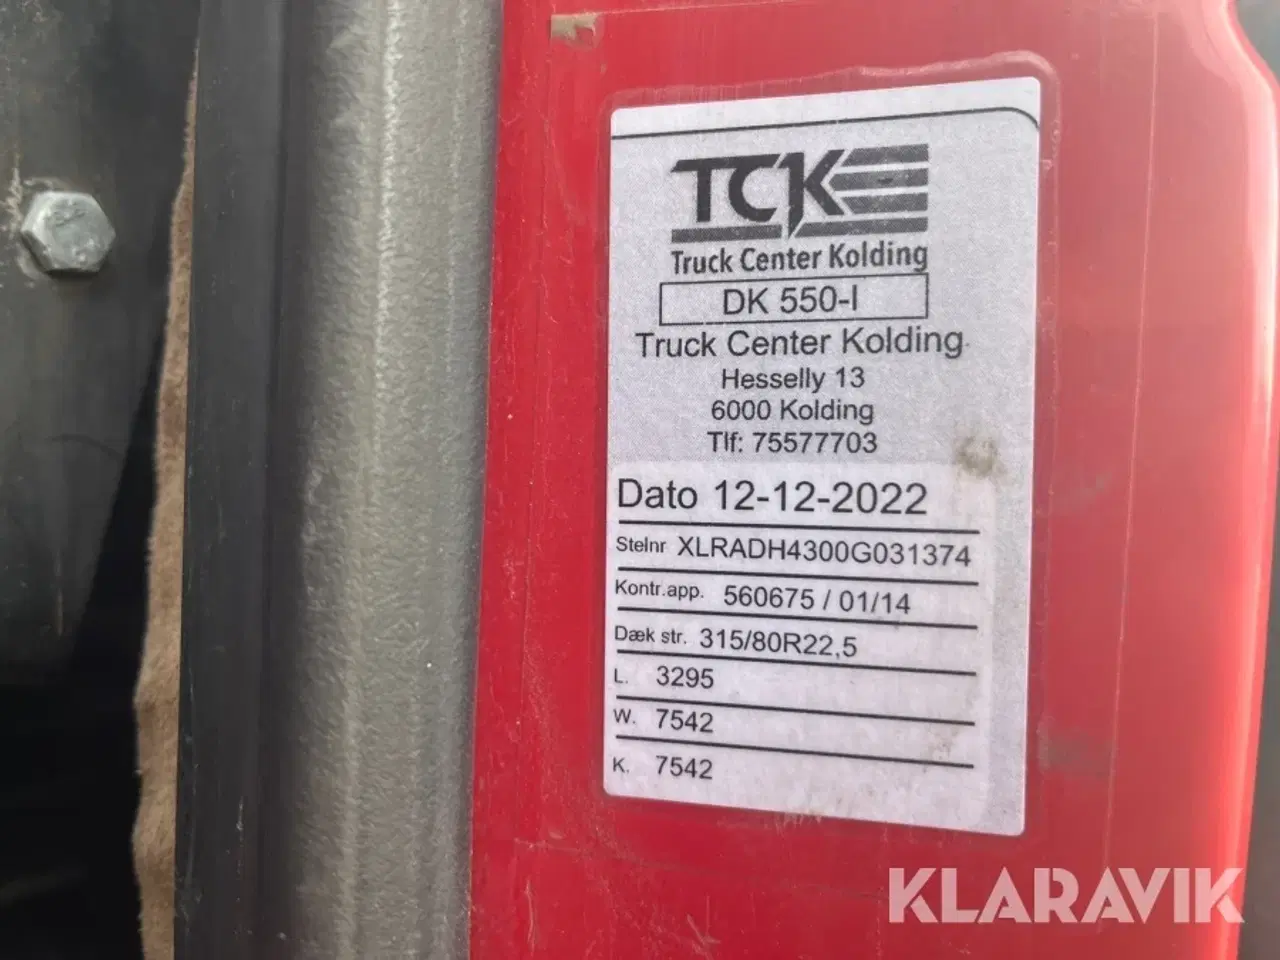 TCK
Truck Center Kolding
DK 550-I
Truck Center Kolding
Hesselly 13
6000 Kolding
Tlf: 75577703
Dato 12-12-2022
Stelnr XLRADH4300G031374
Kontr.app. 560675 / 01/14
Dæk str. 315/80R22,5
L. 3295
W. 7542
K. 7542
KLARAVIK